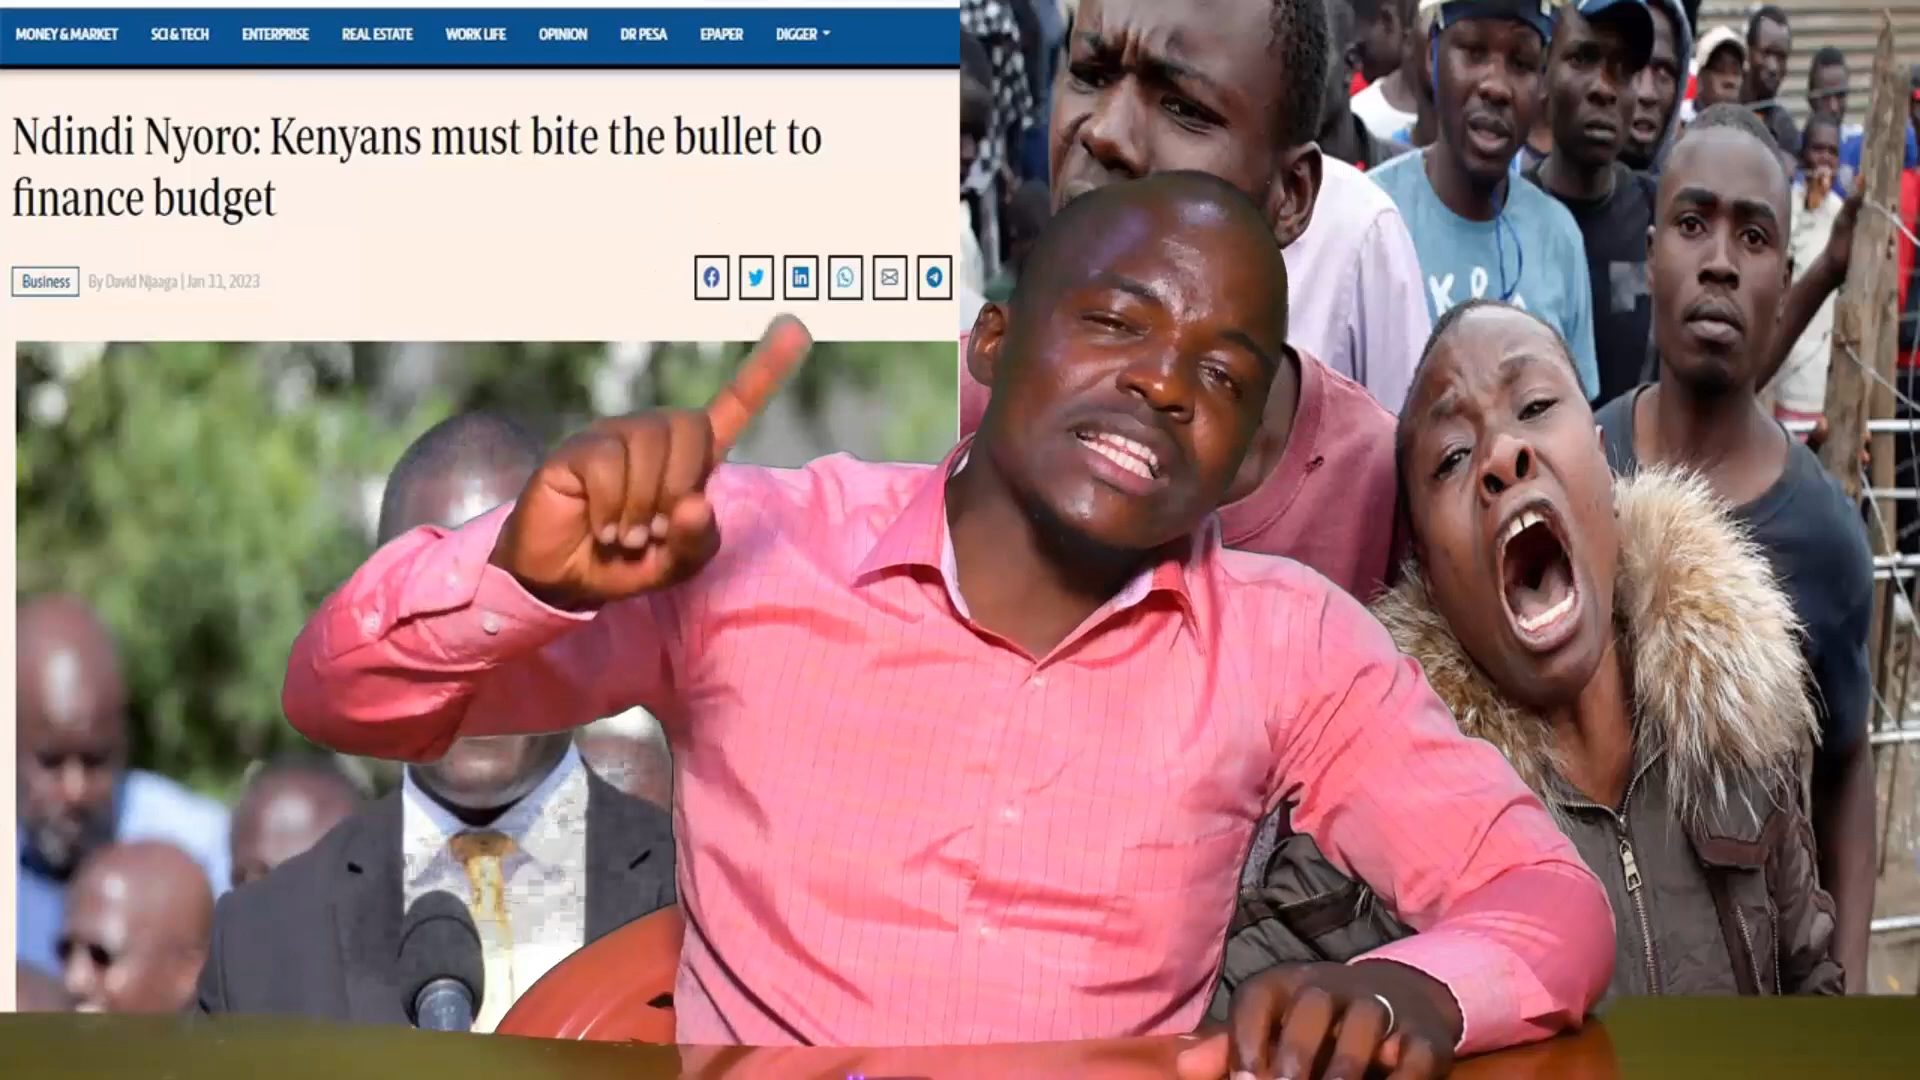 MONEY & MARKET SCI & TECH ENTERPRISE REAL ESTATE WORK LIFE OPINION DR PESA EPAPER DIGGER
Ndindi Nyoro: Kenyans must bite the bullet to
finance budget
Business By David Njaaga | Jan 11, 2023
K O